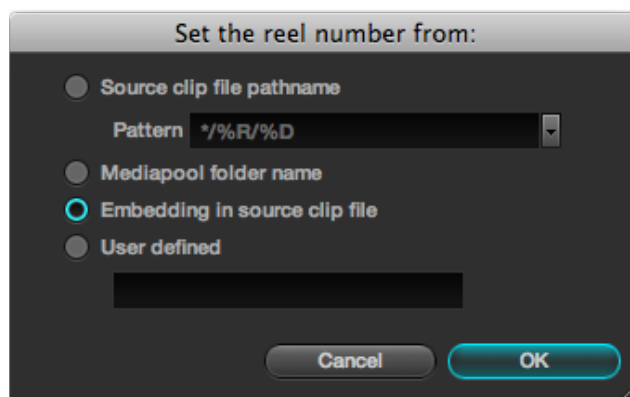 Set the reel number from:
Source clip file pathname
Pattern */%R/%D
Mediapool folder name
Embedding in source clip file
User defined
Cancel OK